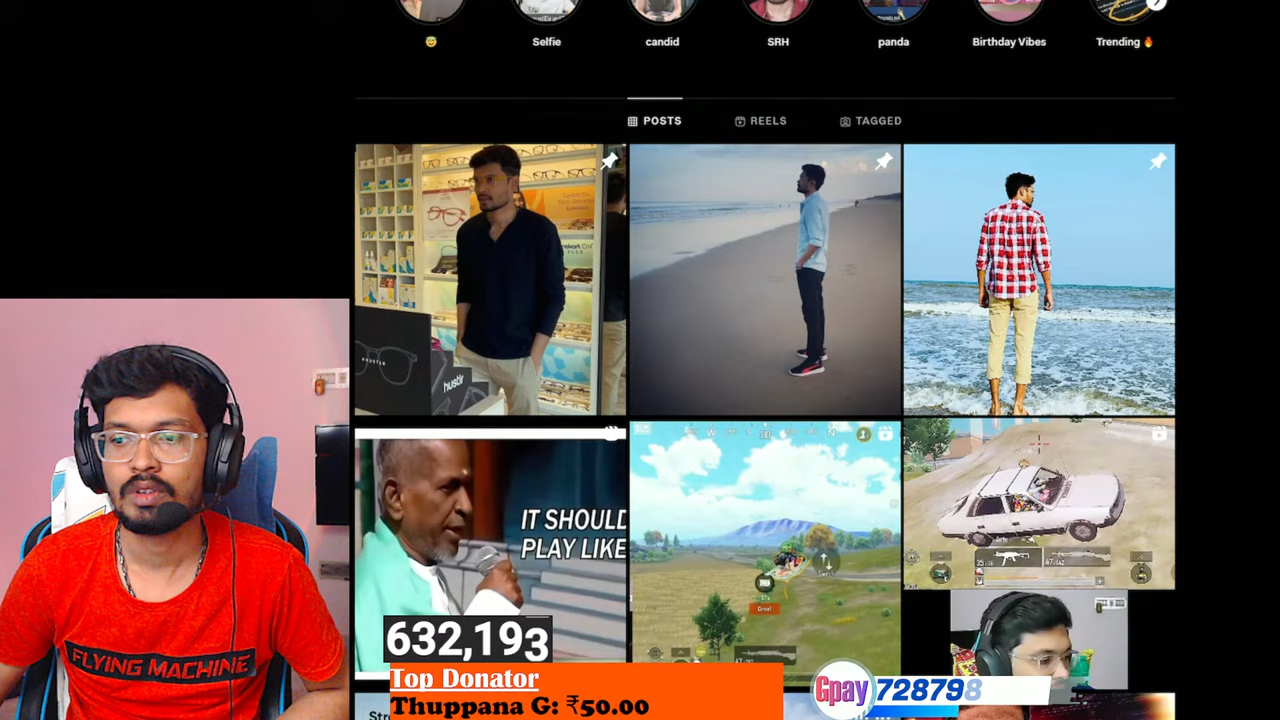 😇
Selfie
candid
SRH
panda
Birthday Vibes
Trending 🔥
POSTS
REELS
TAGGED
hustlr
IT SHOULD
PLAY LIKE
632,193
FLYING MACHINE
Top Donator
Thuppana G: ₹50.00
Gpay
728798